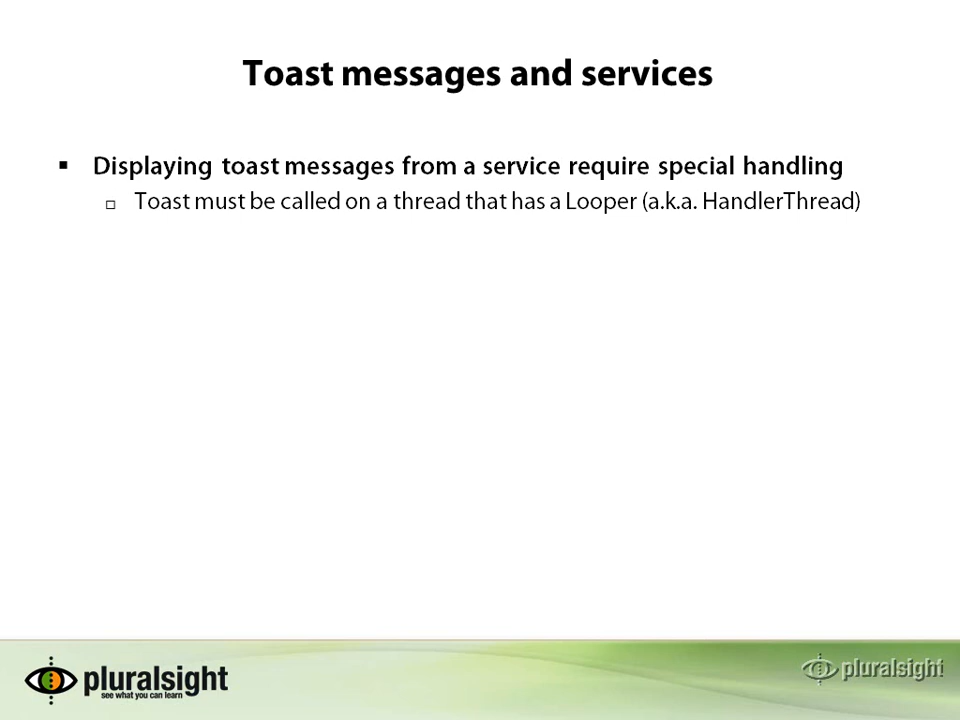 Toast messages and services
▪ Displaying toast messages from a service require special handling
□ Toast must be called on a thread that has a Looper (a.k.a. HandlerThread)
pluralsight
see what you can learn
pluralsight